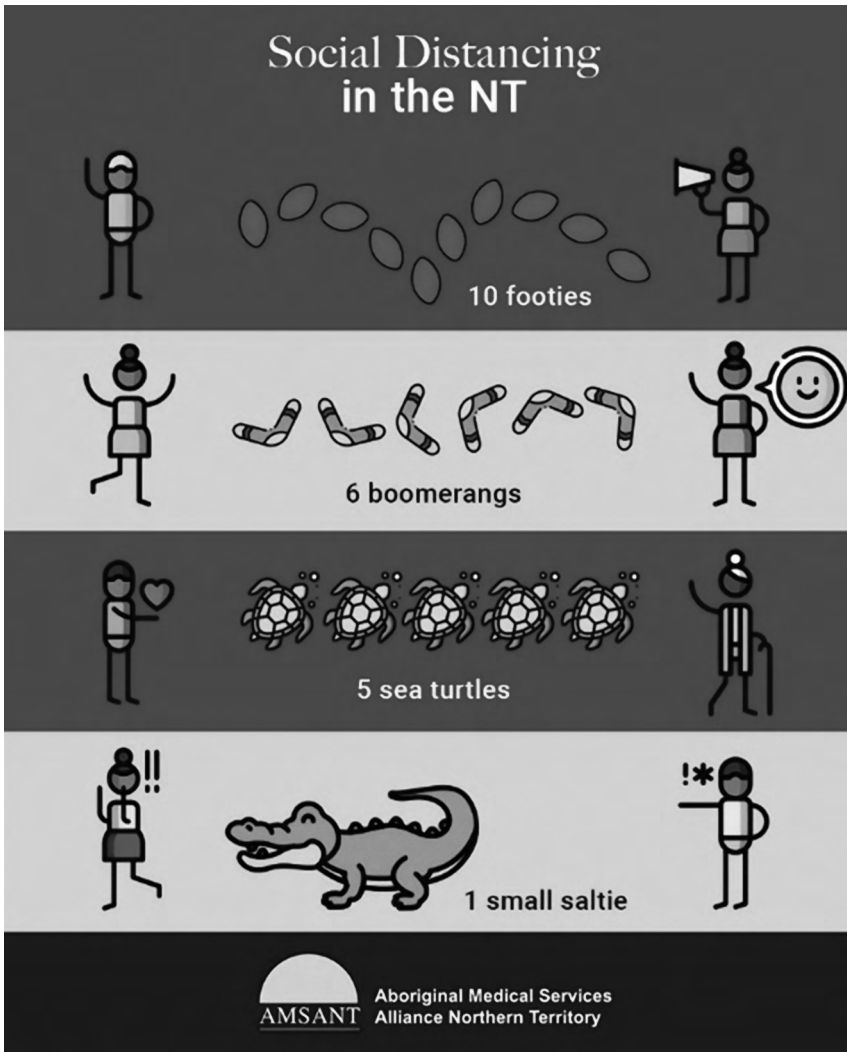 Social Distancing
in the NT
10 footies
6 boomerangs
5 sea turtles
!!
!*
1 small saltie
AMSANT
Aboriginal Medical Services
Alliance Northern Territory